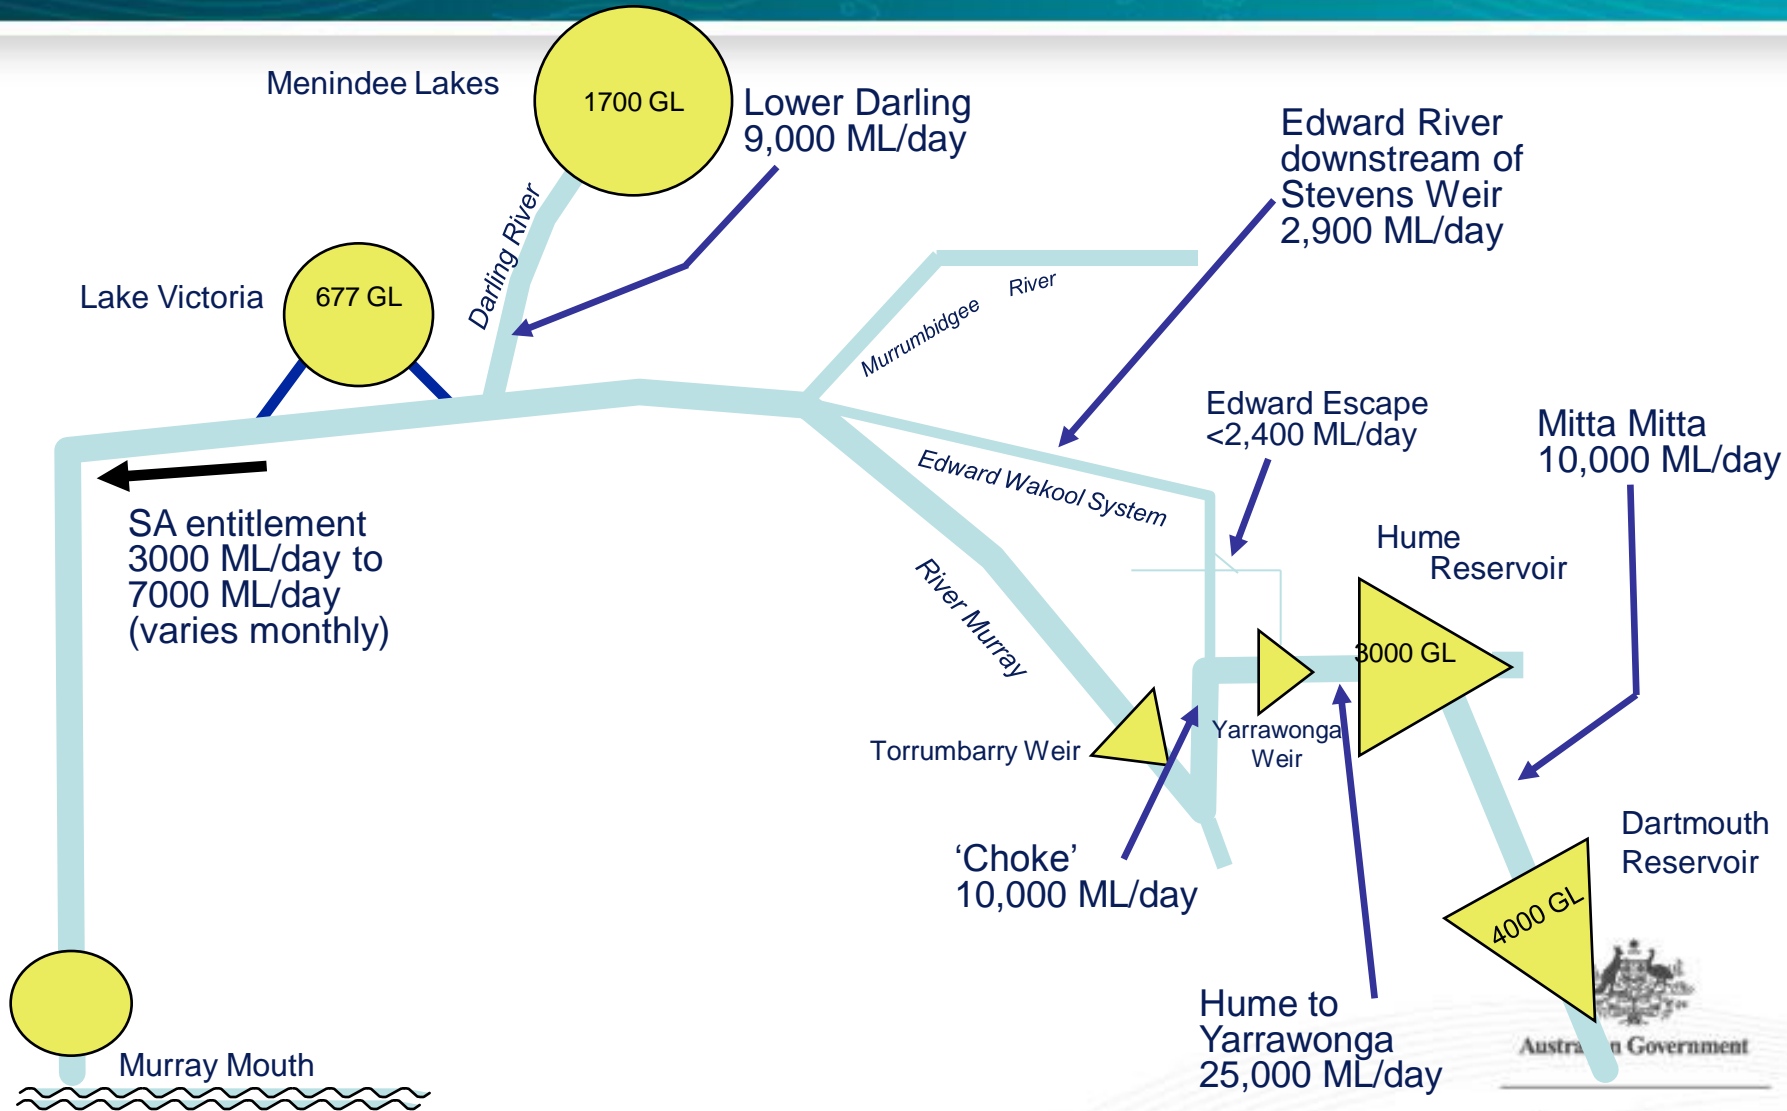 Menindee Lakes
1700 GL
Lower Darling
9,000 ML/day
Edward River
downstream of
Stevens Weir
2,900 ML/day
Darling River
Lake Victoria
677 GL
Murrumbidgee River
Edward Escape
<2,400 ML/day
Mitta Mitta
10,000 ML/day
Edward Wakool System
SA entitlement
3000 ML/day to
7000 ML/day
(varies monthly)
Hume
Reservoir
3000 GL
River Murray
Yarrawonga
Weir
Torrumbarry Weir
'Choke'
10,000 ML/day
Dartmouth
Reservoir
4000 GL
Hume to
Yarrawonga
25,000 ML/day
Murray Mouth
Government